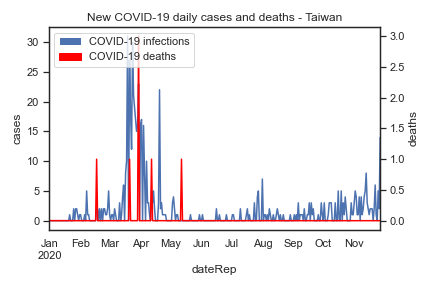 New COVID-19 daily cases and deaths - Taiwan
COVID-19 infections
COVID-19 deaths
30
25
20
15
10
5
0
cases
3.0
2.5
2.0
1.5
1.0
0.5
0.0
deaths
Jan Feb Mar Apr May Jun Jul Aug Sep Oct Nov
2020
dateRep